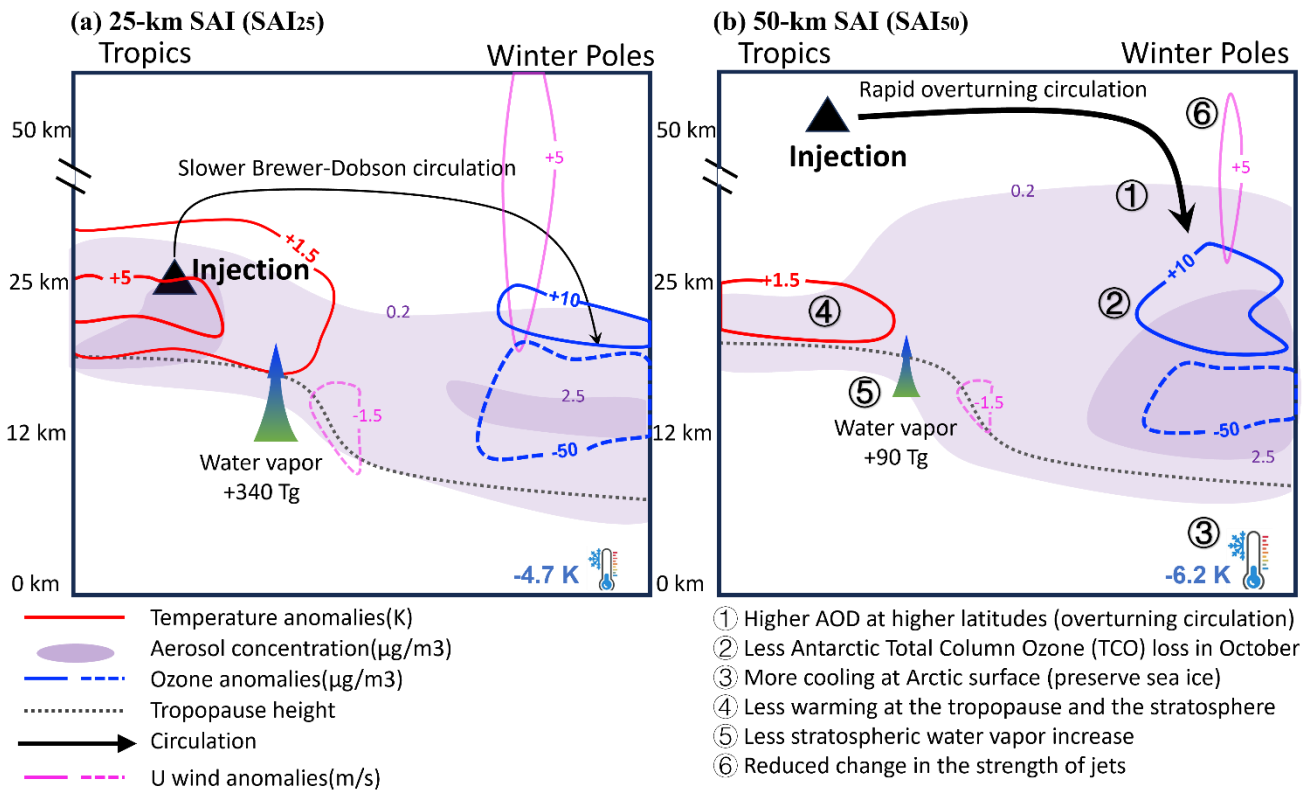 (a) 25-km SAI (SAI25)
Tropics
Winter Poles
50 km
25 km
12 km
0 km
Slower Brewer-Dobson circulation
+5
+1.5
+5
Injection
+10
0.2
2.5
-1.5
-50
Water vapor
+340 Tg
-4.7 K
(b) 50-km SAI (SAI50)
Tropics
Winter Poles
50 km
25 km
12 km
0 km
Rapid overturning circulation
Injection
⑥
+5
①
0.2
+10
②
+1.5
④
⑤
-1.5
Water vapor
+90 Tg
-50
2.5
③
-6.2 K
Temperature anomalies(K)
Aerosol concentration(µg/m3)
Ozone anomalies(µg/m3)
Tropopause height
Circulation
U wind anomalies(m/s)
① Higher AOD at higher latitudes (overturning circulation)
② Less Antarctic Total Column Ozone (TCO) loss in October
③ More cooling at Arctic surface (preserve sea ice)
④ Less warming at the tropopause and the stratosphere
⑤ Less stratospheric water vapor increase
⑥ Reduced change in the strength of jets